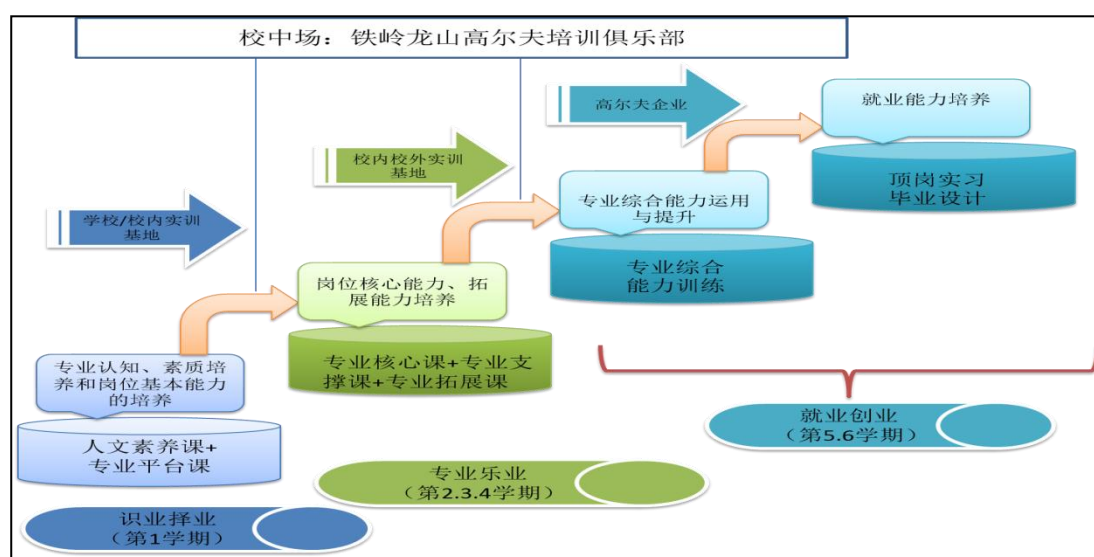 校中场：铁岭龙山高尔夫培训俱乐部
高尔夫企业
就业能力培养
校内校外实训
基地
顶岗实习
毕业设计
专业综合能力运用
与提升
学校/校内实训
基地
专业综合
能力训练
岗位核心能力、拓
展能力培养
专业核心课+专业支
撑课+专业拓展课
专业认知、素质培
养和岗位基本能力
的培养
人文素养课+
专业平台课
就业创业
（第5.6学期）
专业乐业
（第2.3.4学期）
识业择业
（第1学期）